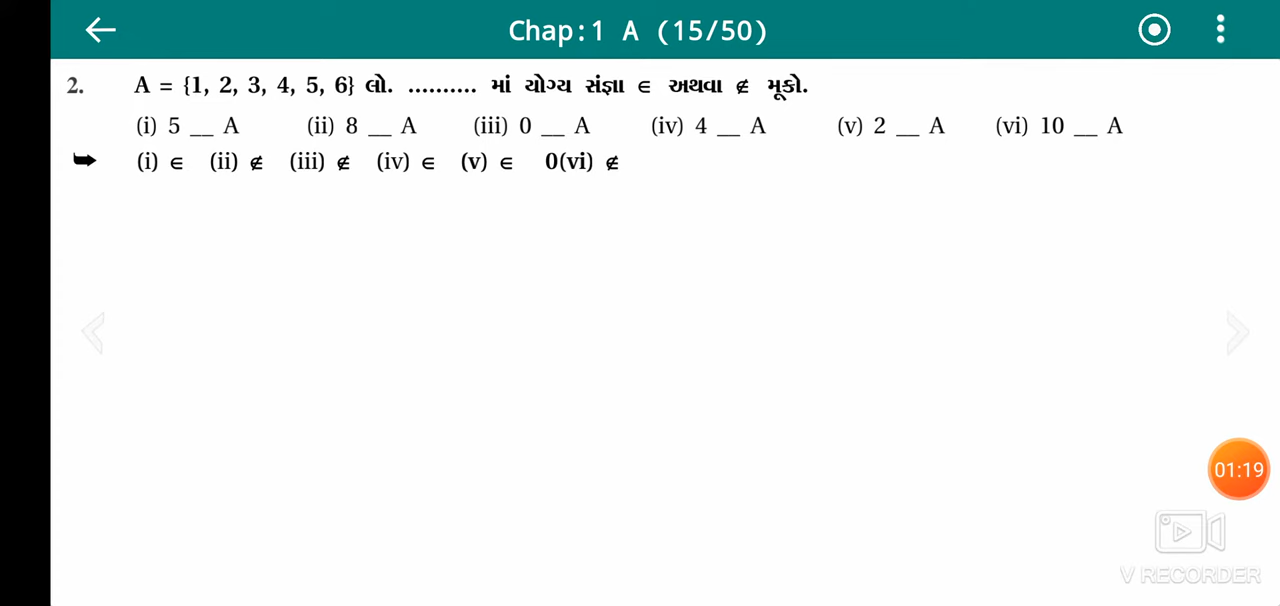 Chap:1 A (15/50)
2. A = {1, 2, 3, 4, 5, 6} લો. .......... માં યોગ્ય સંજ્ઞા ∈ અથવા ∉ મૂકો.
(i) 5 __ A (ii) 8 __ A (iii) 0 __ A (iv) 4 __ A (v) 2 __ A (vi) 10 __ A
➥ (i) ∈ (ii) ∉ (iii) ∉ (iv) ∈ (v) ∈ 0(vi) ∉
01:19
V RECORDER